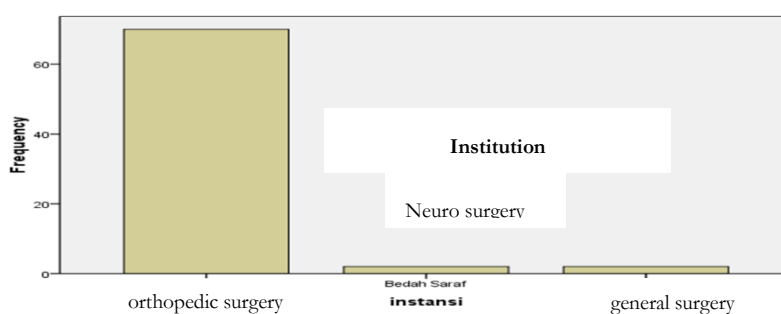 60
40
20
0
Frequency
Institution
Neuro surgery
Bedah Saraf
orthopedic surgery
instansi
general surgery